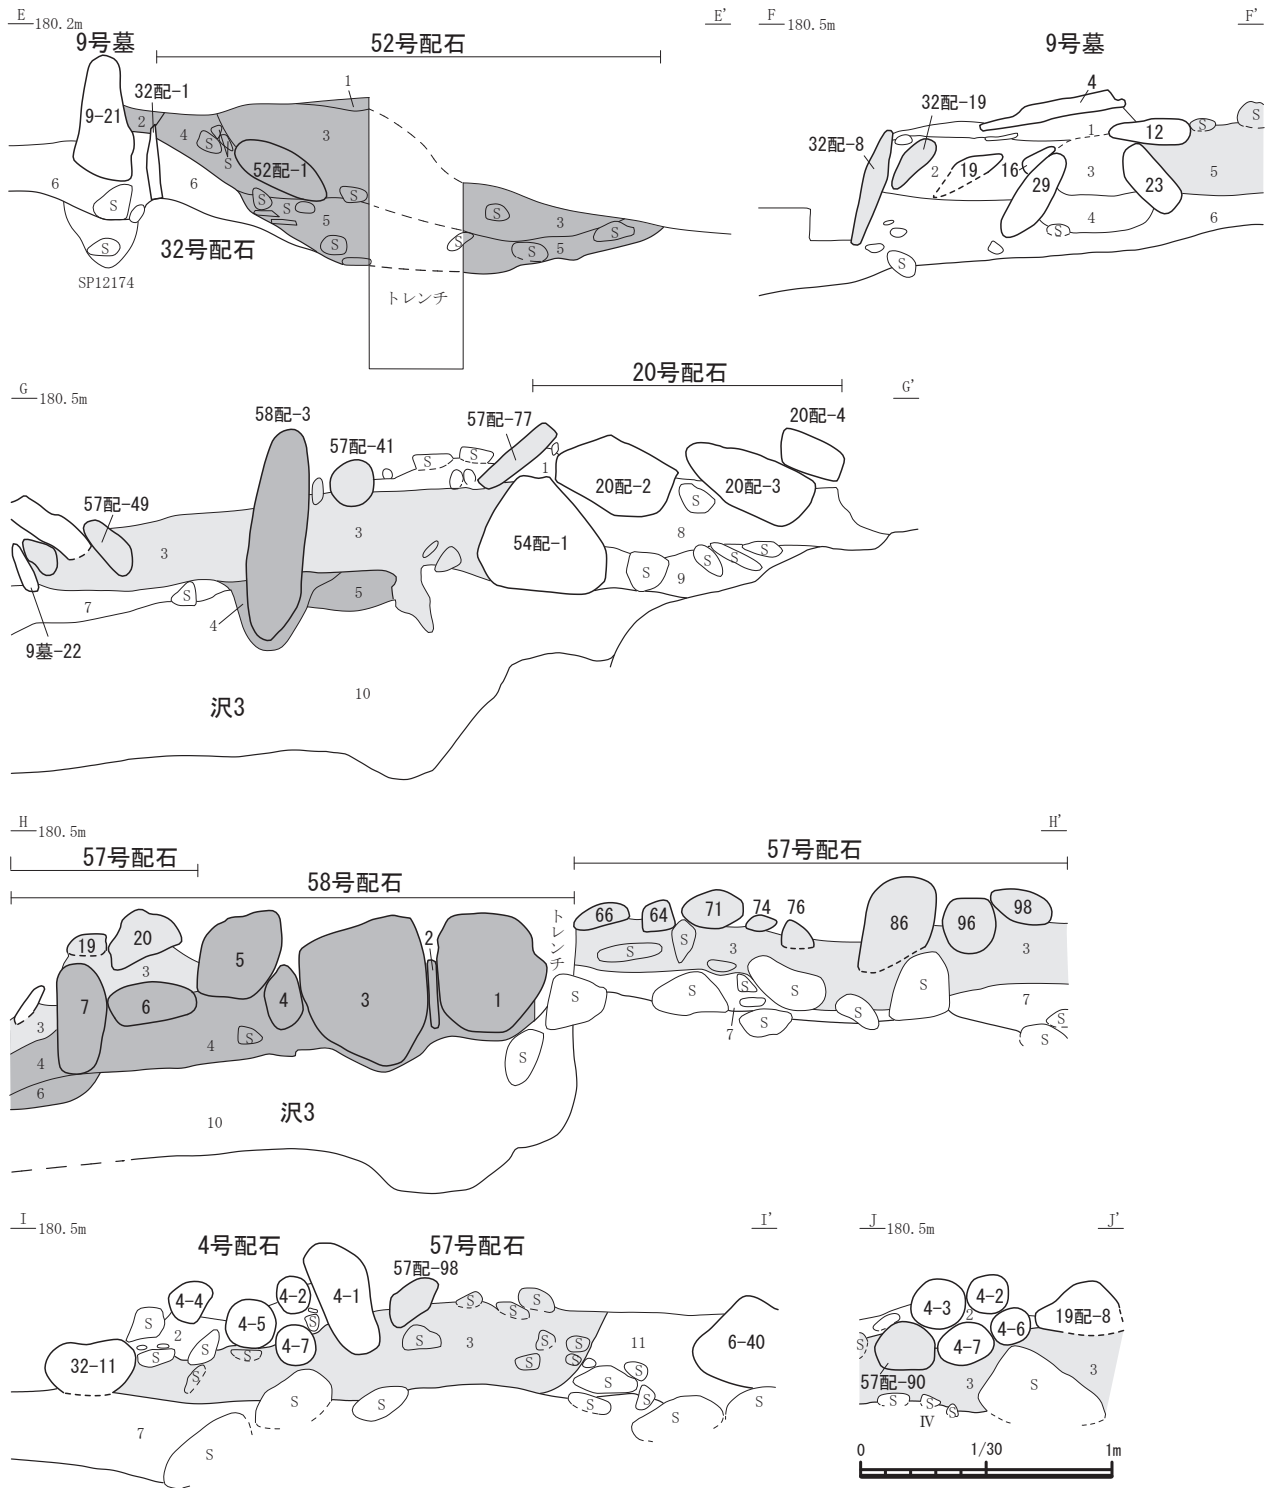 E 180.2m
E'
9号墓
52号配石
32配-1
1
9-21
2
4
3
S
S
52配-1
6
6
S
S
S
S
5
S
S
S
3
S
S
5
S
32号配石
SP12174
トレンチ
F 180.5m
F'
9号墓
4
32配-19
32配-8
1
12
S
S
2
19
16
29
3
23
5
4
S
6
S
G 180.5m
G'
20号配石
58配-3
57配-77
20配-4
57配-41
S
S
1
20配-2
20配-3
S
57配-49
3
3
54配-1
8
S
S
S
S
9
7
S
4
5
9墓-22
10
沢3
H 180.5m
H'
57号配石
57号配石
58号配石
トレンチ
19
20
5
2
3
7
6
4
3
1
3
4
S
4
6
S
S
10
沢3
66
64
71
74
76
86
96
98
S
S
3
3
S
S
S
S
7
S
S
7
S
S
I 180.5m
I'
4号配石
57号配石
57配-98
4-4
4-2
4-1
4-5
4-7
S
2
S
S
S
S
S
32-11
S
S
S
S
3
S
S
S
11
6-40
S
S
S
S
S
S
S
7
S
J 180.5m
J'
4-3
4-2
2
4-6
19配-8
4-7
S
57配-90
3
S
3
S
S
S
Ⅳ
0 1/30 1m